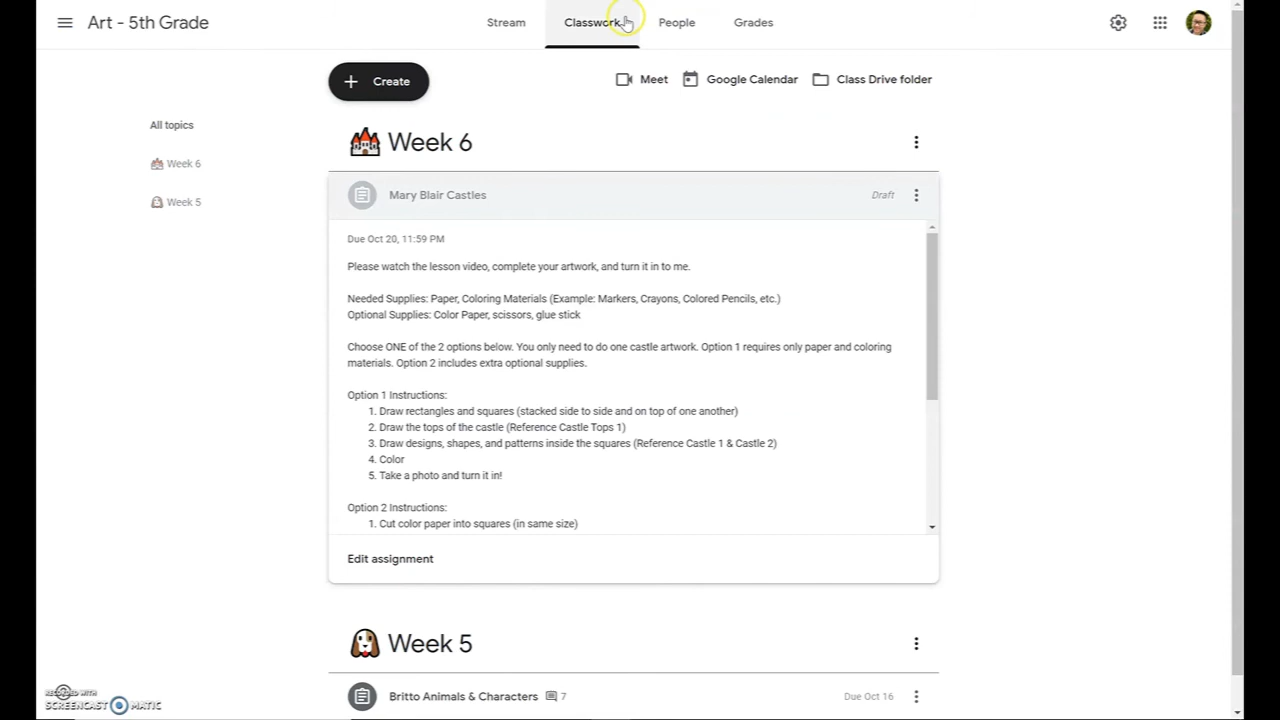 Art - 5th Grade
Stream
Classwork
People
Grades
Create
Meet
Google Calendar
Class Drive folder
All topics
Week 6
Week 5
Week 6
Mary Blair Castles
Draft
Due Oct 20, 11:59 PM
Please watch the lesson video, complete your artwork, and turn it in to me.
Needed Supplies: Paper, Coloring Materials (Example: Markers, Crayons, Colored Pencils, etc.)
Optional Supplies: Color Paper, scissors, glue stick
Choose ONE of the 2 options below. You only need to do one castle artwork. Option 1 requires only paper and coloring
materials. Option 2 includes extra optional supplies.
Option 1 Instructions:
1. Draw rectangles and squares (stacked side to side and on top of one another)
2. Draw the tops of the castle (Reference Castle Tops 1)
3. Draw designs, shapes, and patterns inside the squares (Reference Castle 1 & Castle 2)
4. Color
5. Take a photo and turn it in!
Option 2 Instructions:
1. Cut color paper into squares (in same size)
Edit assignment
Week 5
Britto Animals & Characters
7
Due Oct 16
RECORDED WITH
SCREENCAST MATIC